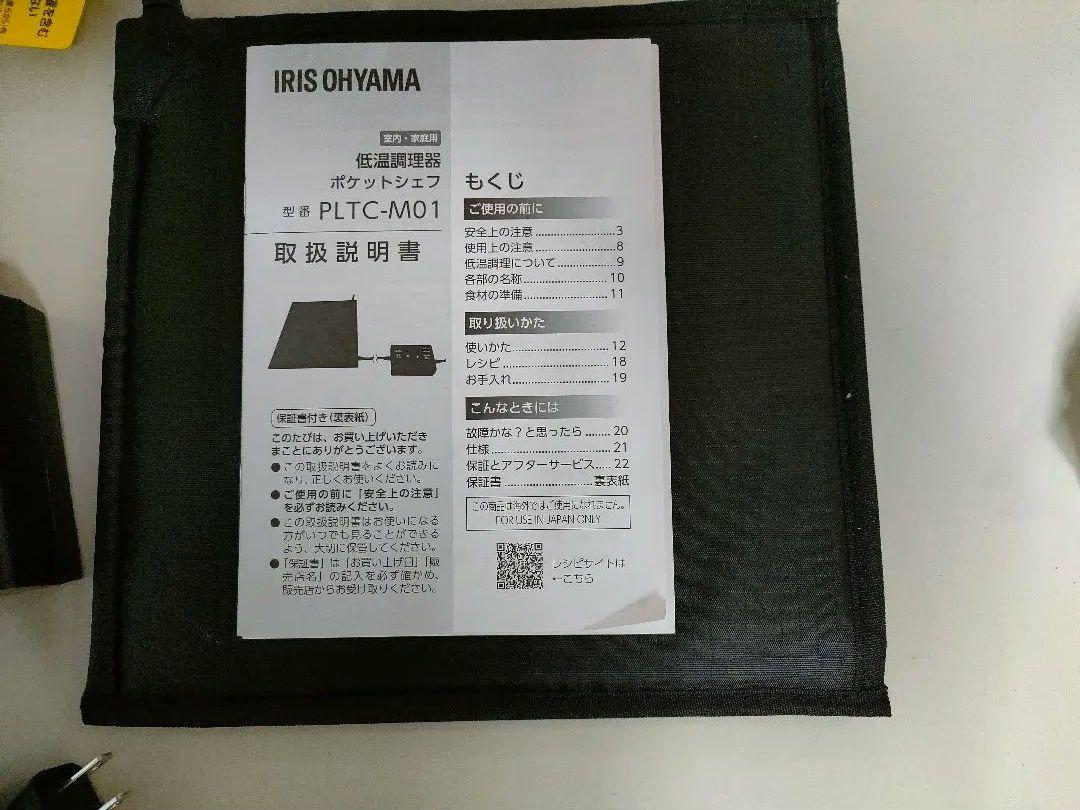 IRIS OHYAMA
室内・家庭用
低温調理器
ポケットシェフ
型番 PLTC-M01
取扱説明書
保証書付き(裏表紙)
このたびは、お買い上げいただき
まことにありがとうございます。
●この取扱説明書をよくお読みに
なり、正しくお使いください。
●ご使用の前に「安全上の注意」
を必ずお読みください。
●この取扱説明書はお使いになる
方がいつでも見ることができる
よう、大切に保管してください。
●「保証書」は「お買い上げ日」「販
売店名」の記入を必ず確かめ、
販売店からお受け取りください。
もくじ
ご使用の前に
安全上の注意........................3
使用上の注意........................8
低温調理について.................9
各部の名称........................10
食材の準備........................11
取り扱いかた
使いかた............................12
レシピ................................18
お手入れ............................19
こんなときには
故障かな?と思ったら........20
仕様....................................21
保証とアフターサービス.....22
保証書........................裏表紙
この商品は海外ではご使用になれません。
FOR USE IN JAPAN ONLY
レシピサイトは
←こちら